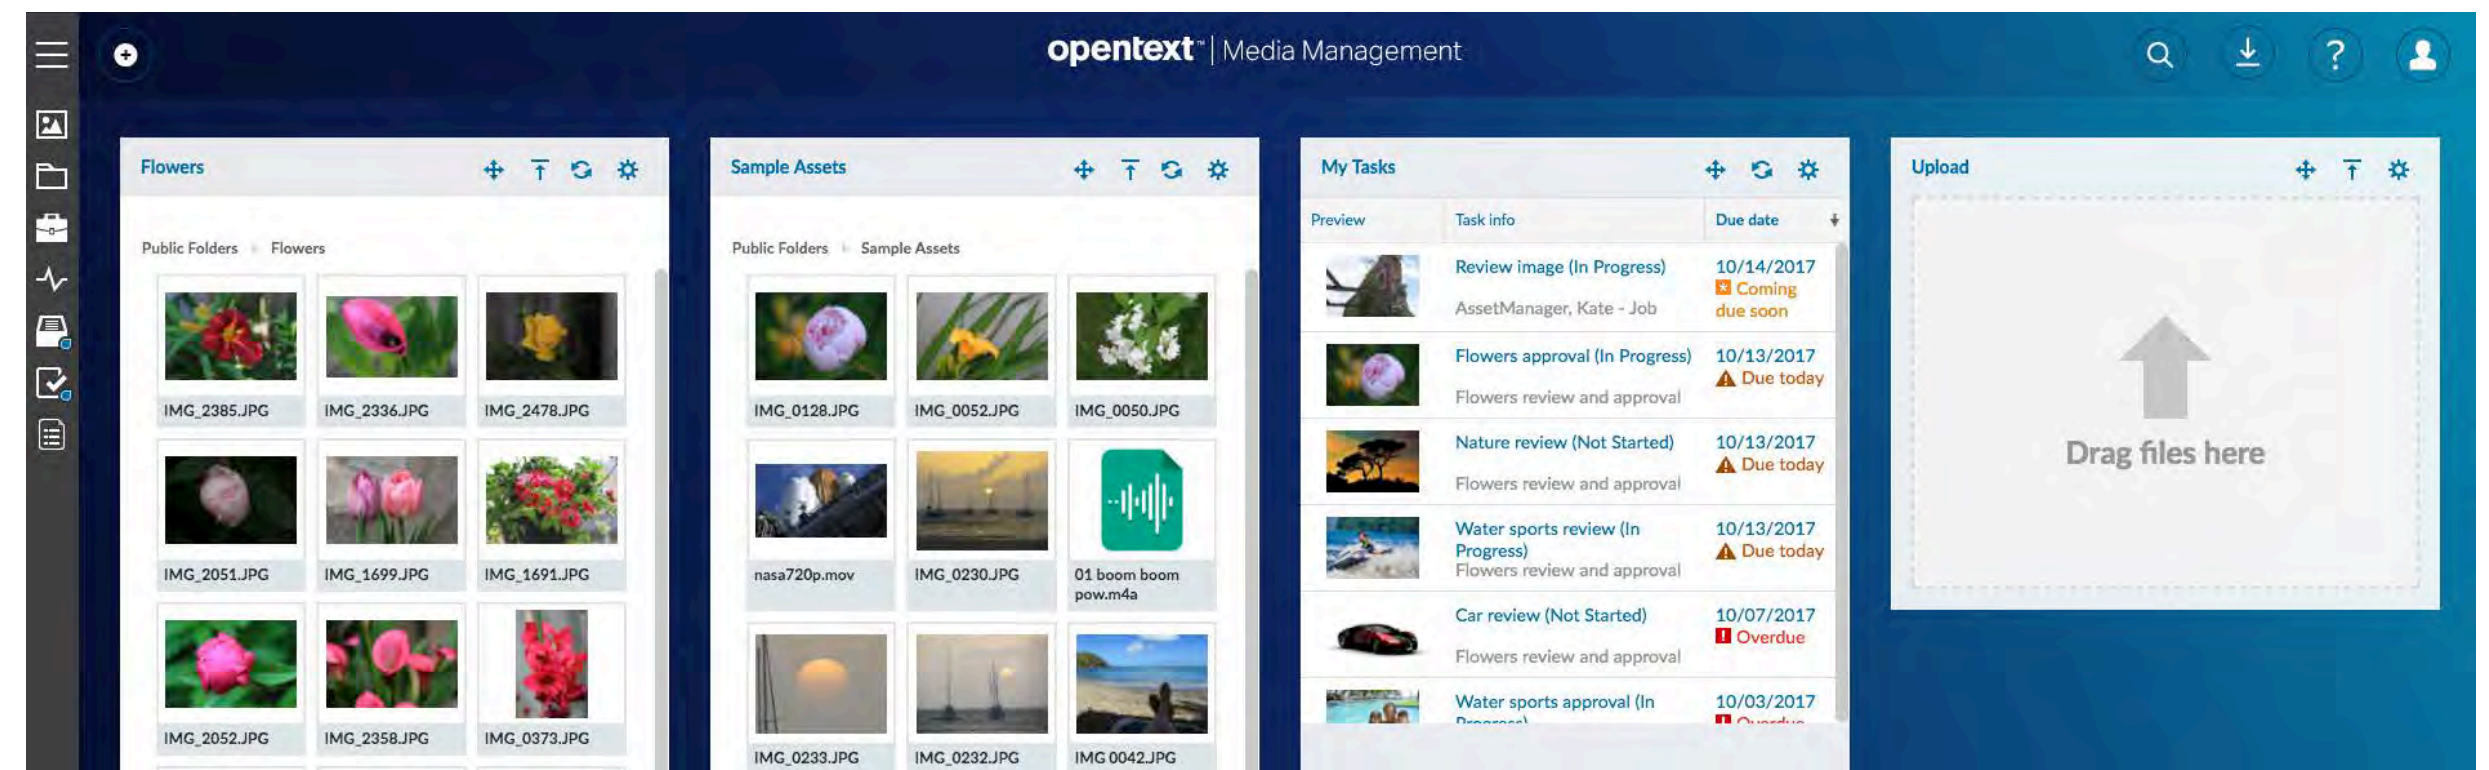 opentext™ | Media Management
Flowers
Public Folders Flowers
IMG_2385.JPG IMG_2336.JPG IMG_2478.JPG
IMG_2051.JPG IMG_1699.JPG IMG_1691.JPG
IMG_2052.JPG IMG_2358.JPG IMG_0373.JPG
Sample Assets
Public Folders Sample Assets
IMG_0128.JPG IMG_0052.JPG IMG_0050.JPG
nasa720p.mov IMG_0230.JPG 01 boom boom
pow.m4a
IMG_0233.JPG IMG_0232.JPG IMG 0042.JPG
My Tasks
Preview Task info Due date
Review image (In Progress) 10/14/2017
Coming
AssetManager, Kate - Job due soon
Flowers approval (In Progress) 10/13/2017
Due today
Flowers review and approval
Nature review (Not Started) 10/13/2017
Due today
Flowers review and approval
Water sports review (In 10/13/2017
Progress) Due today
Flowers review and approval
Car review (Not Started) 10/07/2017
Overdue
Flowers review and approval
Water sports approval (In 10/03/2017
Progress) Overdue
Upload
Drag files here